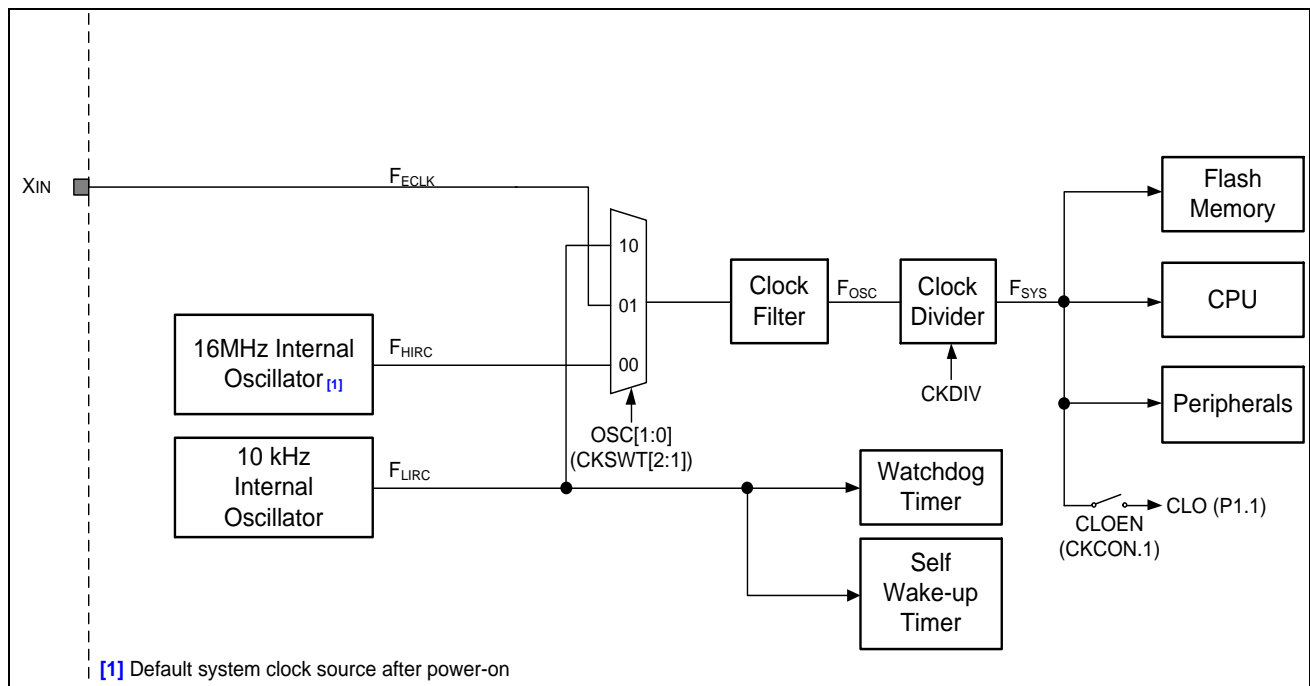 XIN
FECLK
10
01
00
16MHz Internal
Oscillator [1]
FHIRC
10 kHz
Internal
Oscillator
FLIRC
OSC[1:0]
(CKSWT[2:1])
Clock
Filter
FOSC
Clock
Divider
FSYS
CKDIV
Flash
Memory
CPU
Peripherals
CLO (P1.1)
CLOEN
(CKCON.1)
Watchdog
Timer
Self
Wake-up
Timer
[1] Default system clock source after power-on